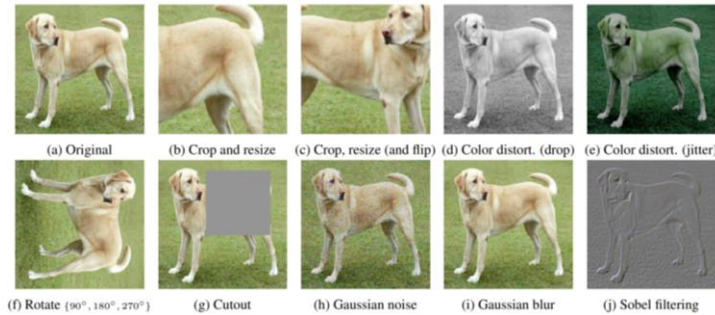 (a) Original
(b) Crop and resize
(c) Crop, resize (and flip)
(d) Color distort. (drop)
(e) Color distort. (jitter)
(f) Rotate {90°, 180°, 270°}
(g) Cutout
(h) Gaussian noise
(i) Gaussian blur
(j) Sobel filtering